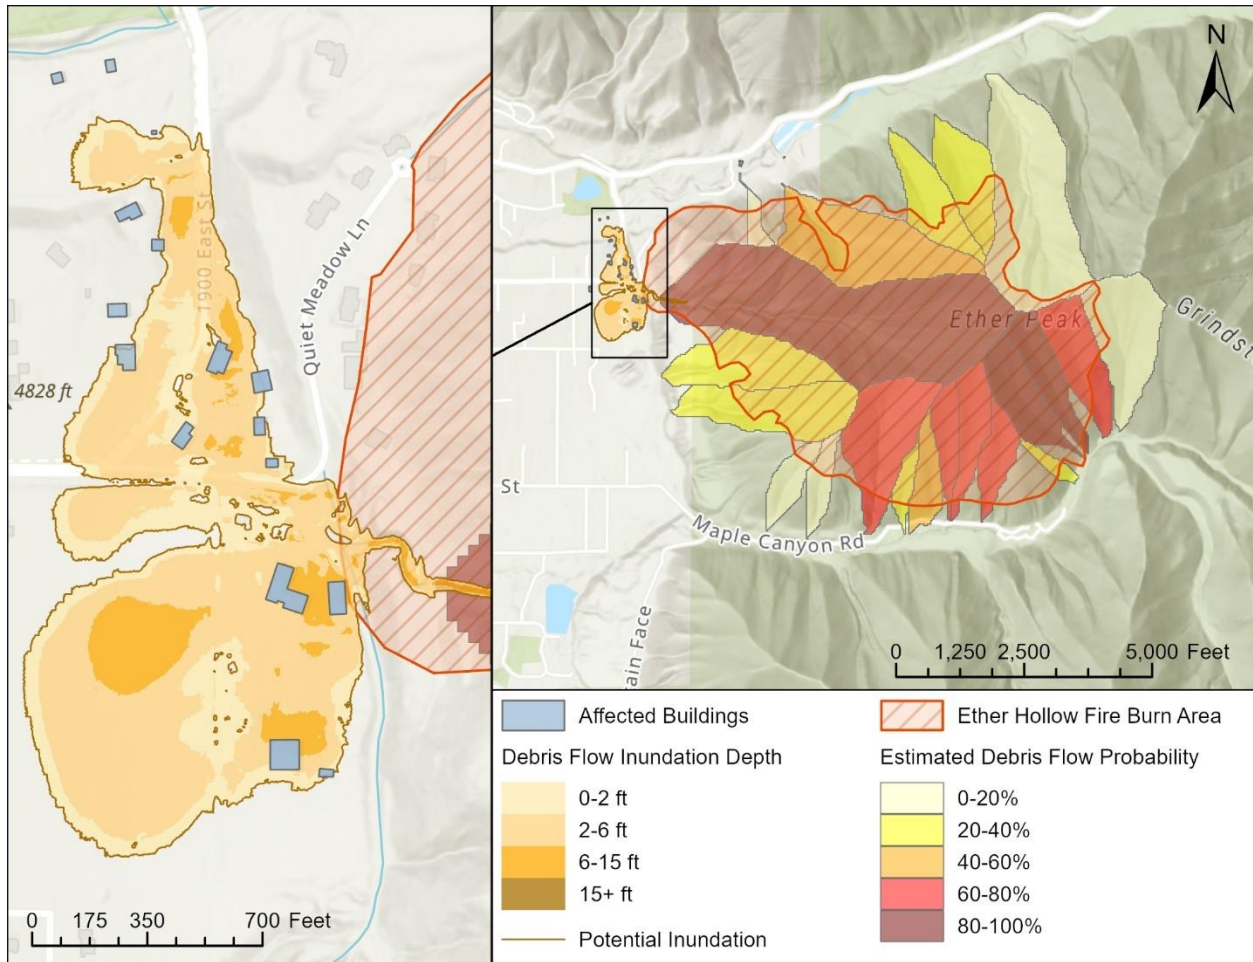 1900 East St
Quiet Meadow Ln
4828 ft
0 175 350 700 Feet
N
Ether Peak
Grindst
St
Maple Canyon Rd
ain Face
0 1,250 2,500 5,000 Feet
Affected Buildings
Debris Flow Inundation Depth
0-2 ft
2-6 ft
6-15 ft
15+ ft
Potential Inundation
Ether Hollow Fire Burn Area
Estimated Debris Flow Probability
0-20%
20-40%
40-60%
60-80%
80-100%